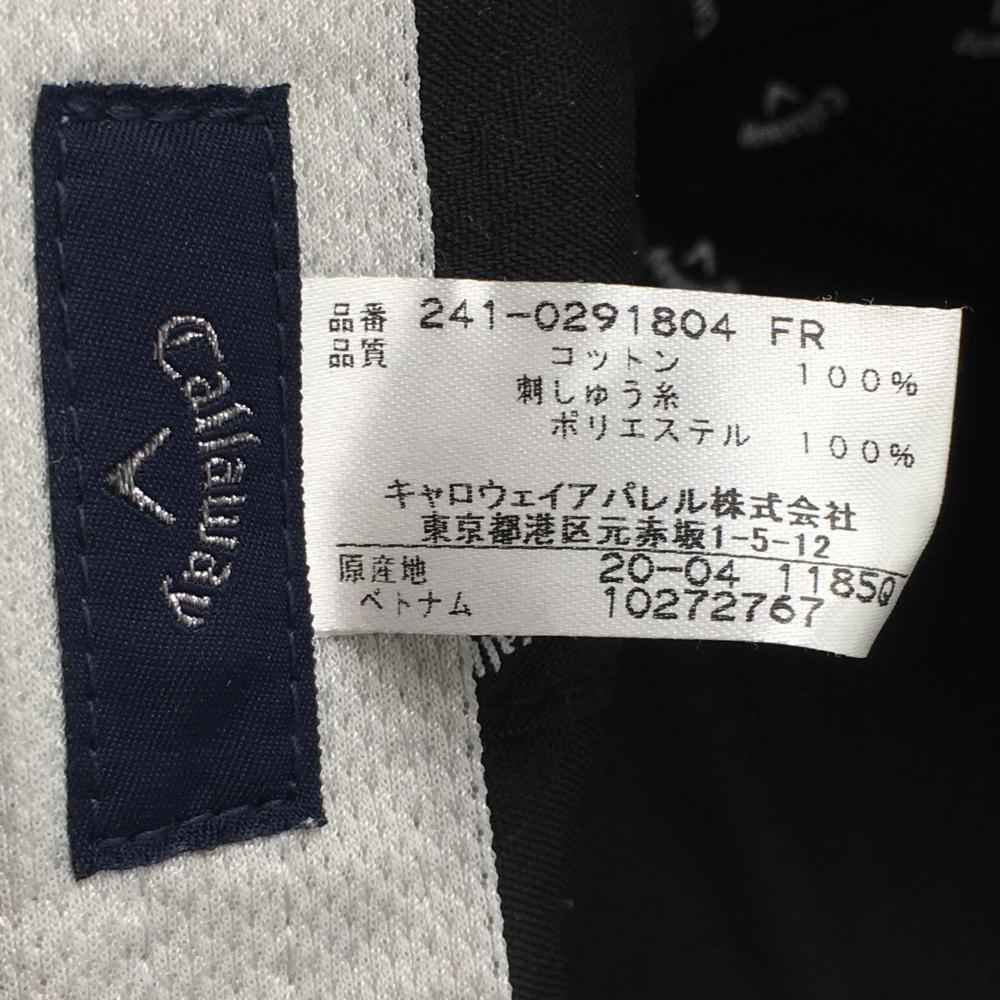 Callaway
品番 241-0291804 FR
品質 コットン 100%
刺しゅう糸
ポリエステル 100%
キャロウェイアパレル株式会社
東京都港区元赤坂1-5-12
原産地 20-04 1185Q
ベトナム 10272767